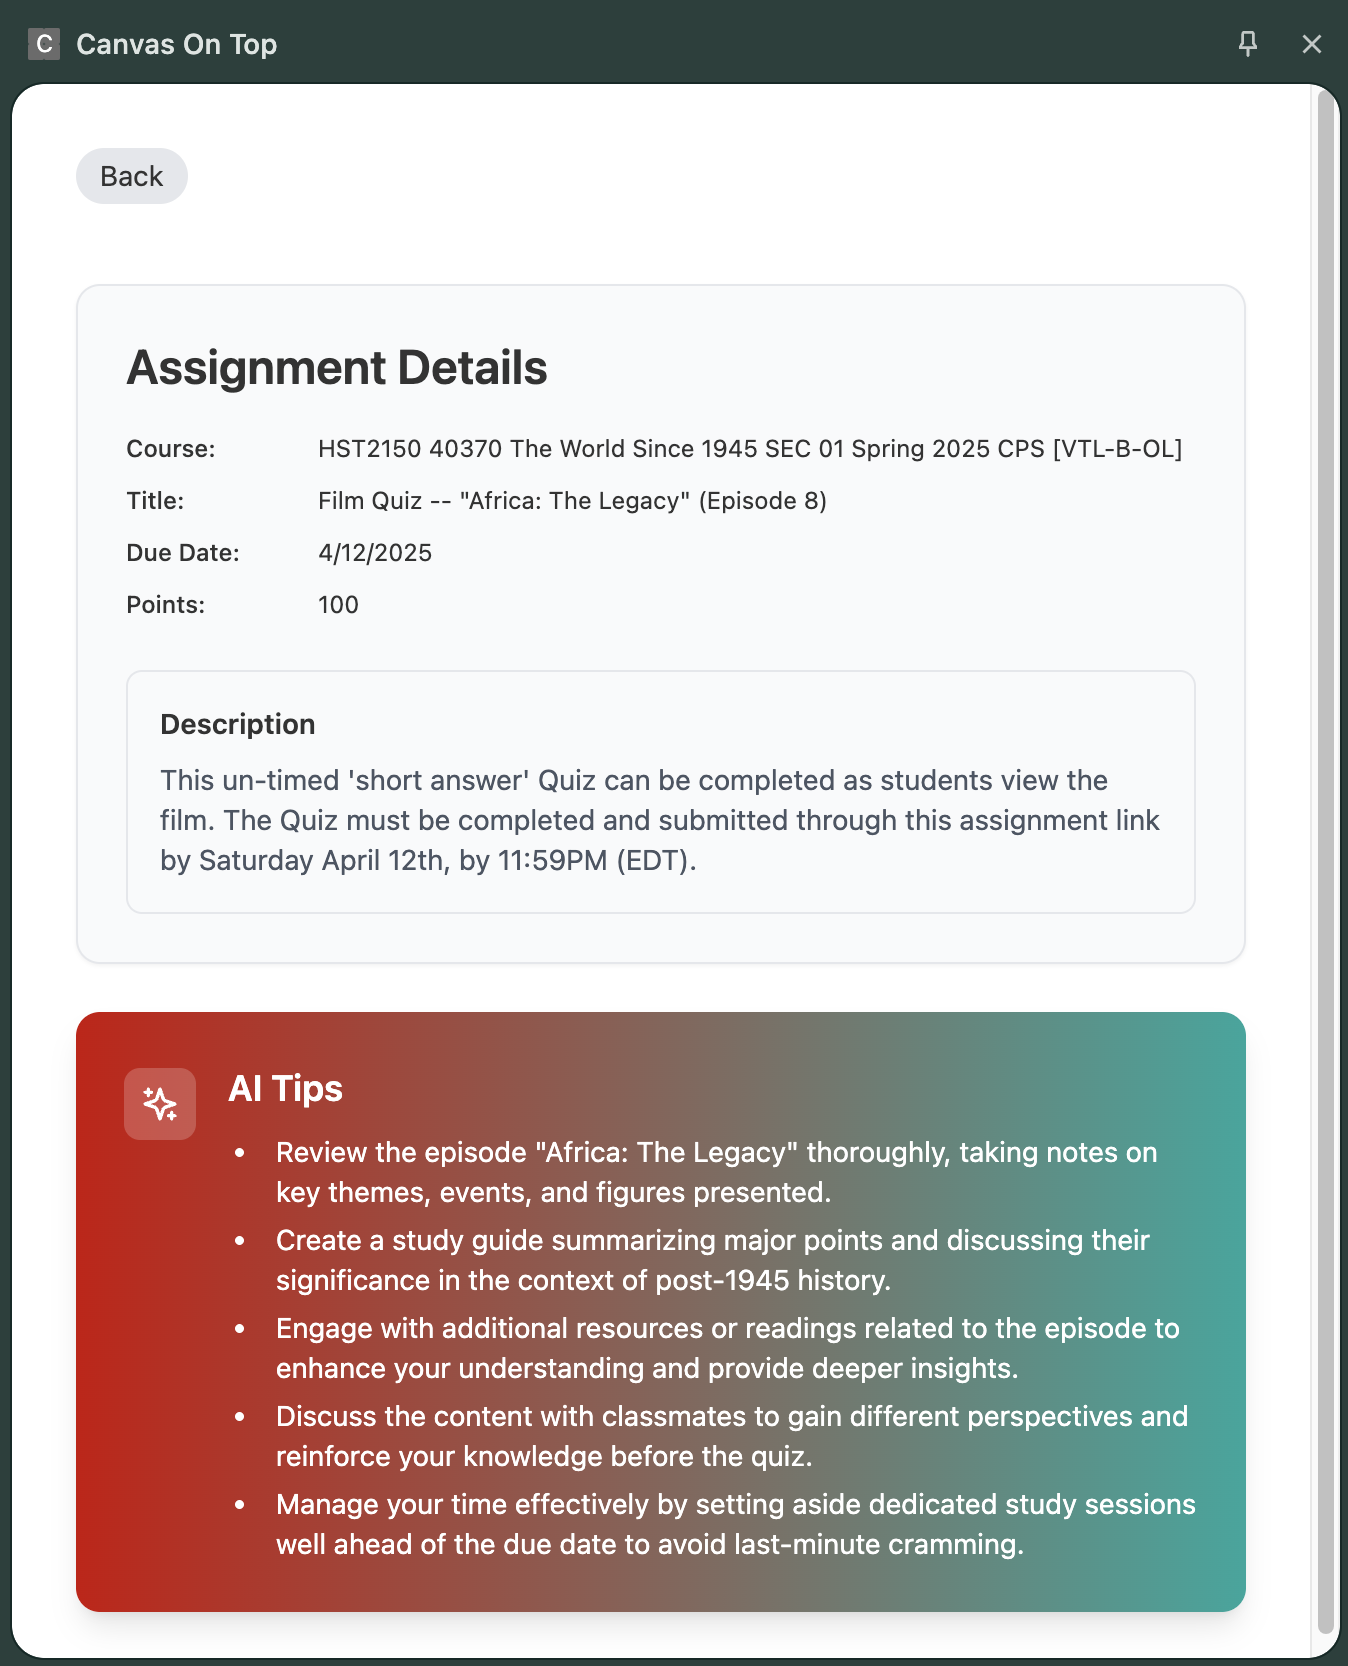 C Canvas On Top
Back
Assignment Details
Course: HST2150 40370 The World Since 1945 SEC 01 Spring 2025 CPS [VTL-B-OL]
Title: Film Quiz -- "Africa: The Legacy" (Episode 8)
Due Date: 4/12/2025
Points: 100
Description
This un-timed 'short answer' Quiz can be completed as students view the
film. The Quiz must be completed and submitted through this assignment link
by Saturday April 12th, by 11:59PM (EDT).
AI Tips
• Review the episode "Africa: The Legacy" thoroughly, taking notes on
key themes, events, and figures presented.
• Create a study guide summarizing major points and discussing their
significance in the context of post-1945 history.
• Engage with additional resources or readings related to the episode to
enhance your understanding and provide deeper insights.
• Discuss the content with classmates to gain different perspectives and
reinforce your knowledge before the quiz.
• Manage your time effectively by setting aside dedicated study sessions
well ahead of the due date to avoid last-minute cramming.